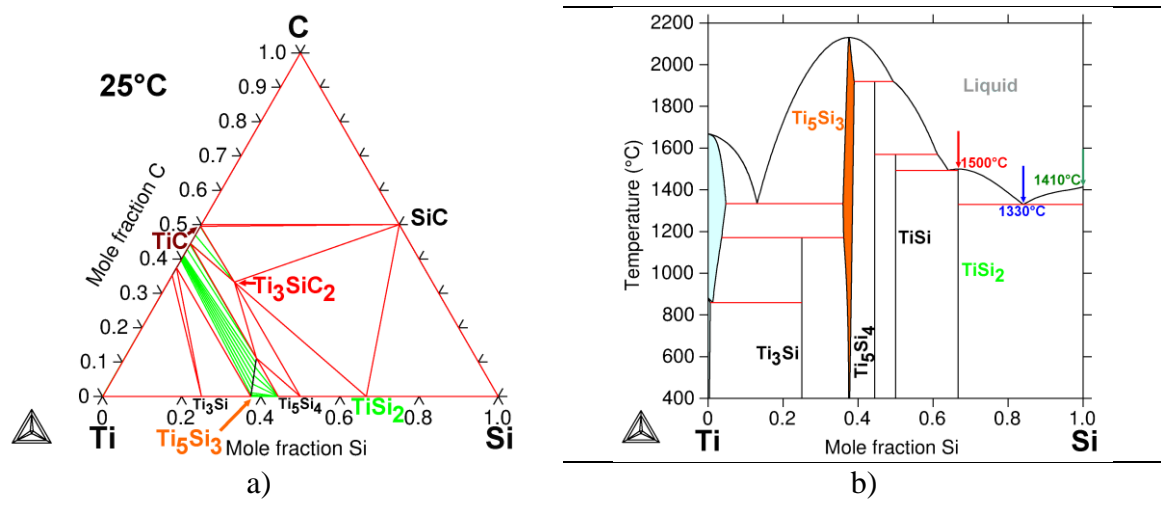 C
25°C
1.0
0.9
0.8
0.7
0.6
0.5
0.4
0.3
0.2
0.1
0
Mole fraction C
TiC
SiC
Ti3SiC2
Ti3Si
Ti5Si4
TiSi2
Ti5Si3
0 0.2 0.4 0.6 0.8 1.0
Ti
Mole fraction Si
Si
a)
2200
2000
1800
1600
1400
1200
1000
800
600
400
Temperature (°C)
Liquid
Ti5Si3
1500°C
1410°C
1330°C
TiSi
TiSi2
Ti3Si
Ti5Si4
0 0.2 0.4 0.6 0.8 1.0
Ti
Mole fraction Si
Si
b)